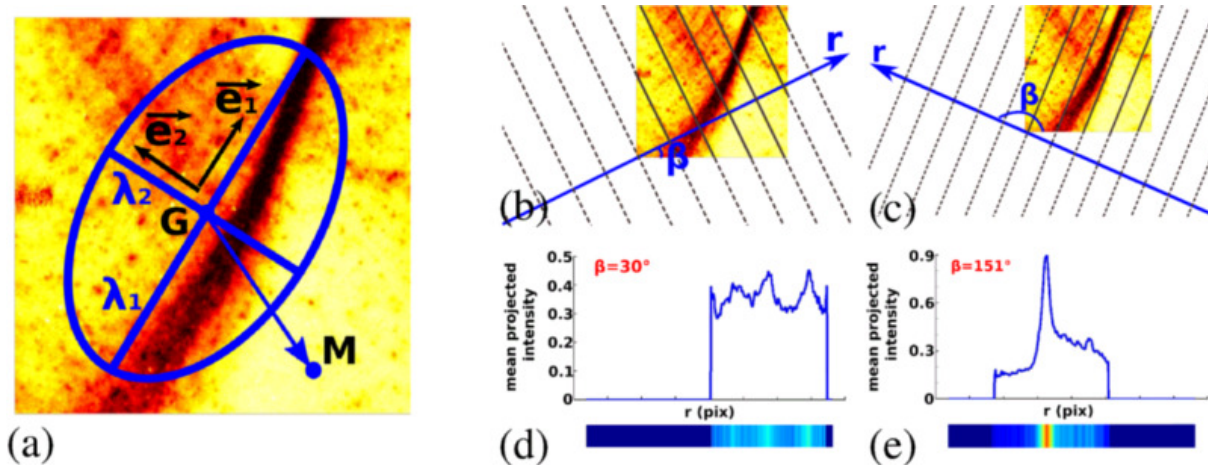 e₁
e₂
λ₂
G
λ₁
M
(a)
r
β
(b)
r
β
(c)
β=30°
mean projected
intensity
0.5
0.4
0.3
0.2
0.1
0
r (pix)
(d)
β=151°
mean projected
intensity
0.9
0.6
0.3
0
r (pix)
(e)